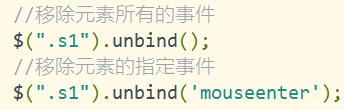 //移除元素所有的事件
$(".s1").unbind();
//移除元素的指定事件
$(".s1").unbind('mouseenter');